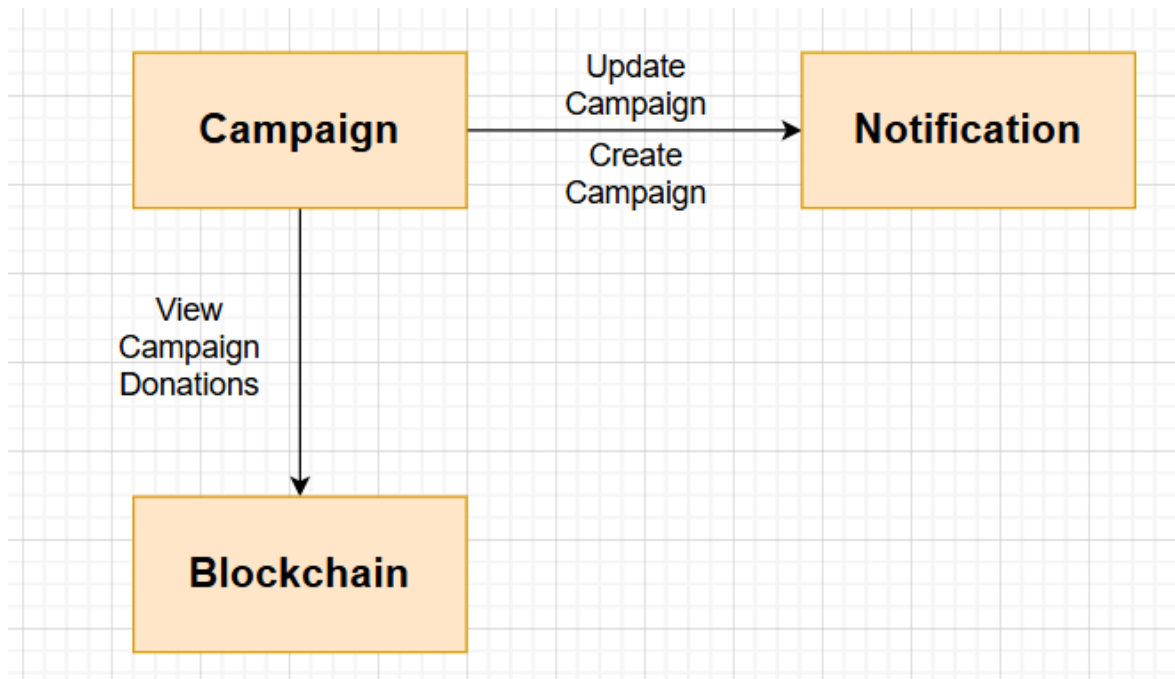 Campaign
Update
Campaign
Create
Campaign
Notification
View
Campaign
Donations
Blockchain